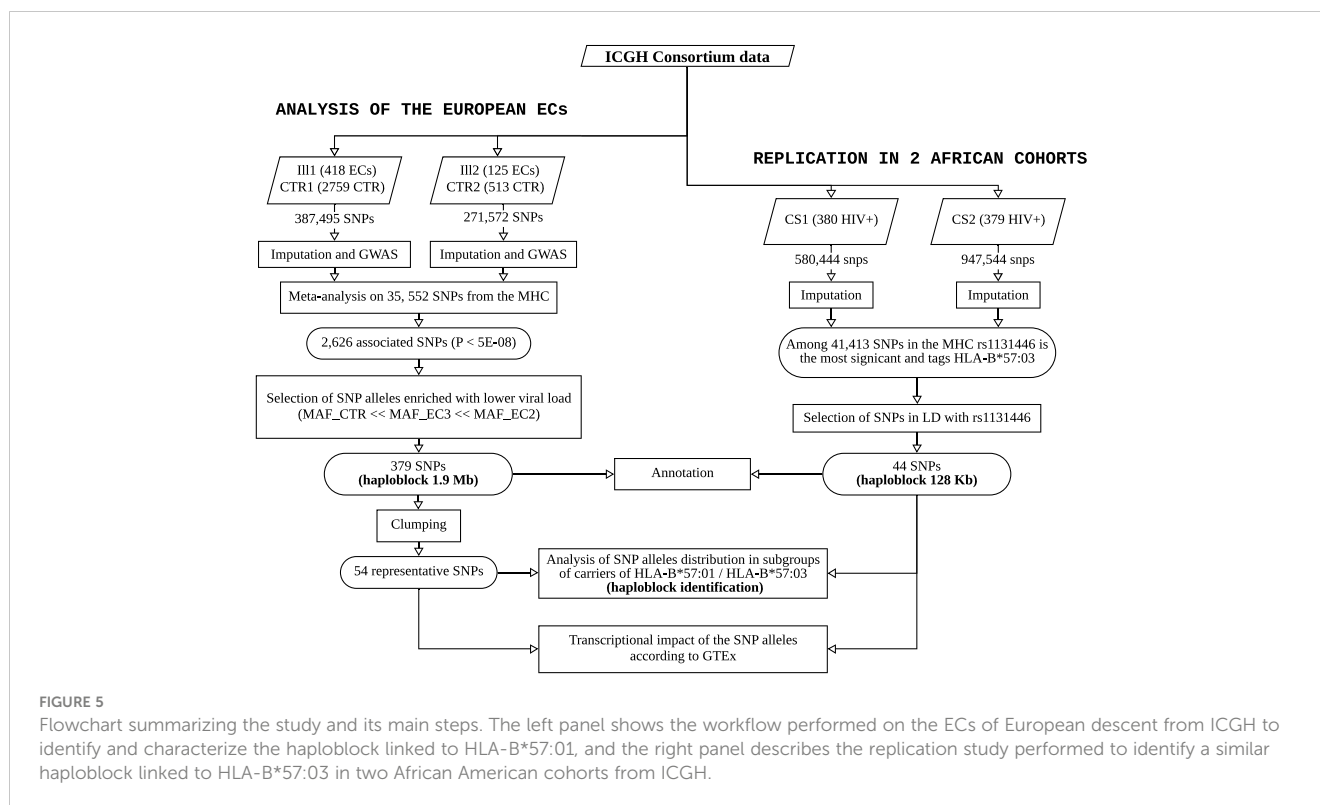 ICGH Consortium data
ANALYSIS OF THE EUROPEAN ECs
Ill1 (418 ECs)
CTR1 (2759 CTR)
Ill2 (125 ECs)
CTR2 (513 CTR)
387,495 SNPs
271,572 SNPs
Imputation and GWAS
Imputation and GWAS
Meta-analysis on 35, 552 SNPs from the MHC
2,626 associated SNPs (P < 5E-08)
Selection of SNP alleles enriched with lower viral load
(MAF_CTR << MAF_EC3 << MAF_EC2)
379 SNPs
(haploblock 1.9 Mb)
Clumping
54 representative SNPs
REPLICATION IN 2 AFRICAN COHORTS
CS1 (380 HIV+)
CS2 (379 HIV+)
580,444 snps
947,544 snps
Imputation
Imputation
Among 41,413 SNPs in the MHC rs1131446 is
the most signicant and tags HLA-B*57:03
Selection of SNPs in LD with rs1131446
44 SNPs
(haploblock 128 Kb)
Annotation
Analysis of SNP alleles distribution in subgroups
of carriers of HLA-B*57:01 / HLA-B*57:03
(haploblock identification)
Transcriptional impact of the SNP alleles
according to GTEx
FIGURE 5
Flowchart summarizing the study and its main steps. The left panel shows the workflow performed on the ECs of European descent from ICGH to
identify and characterize the haploblock linked to HLA-B*57:01, and the right panel describes the replication study performed to identify a similar
haploblock linked to HLA-B*57:03 in two African American cohorts from ICGH.